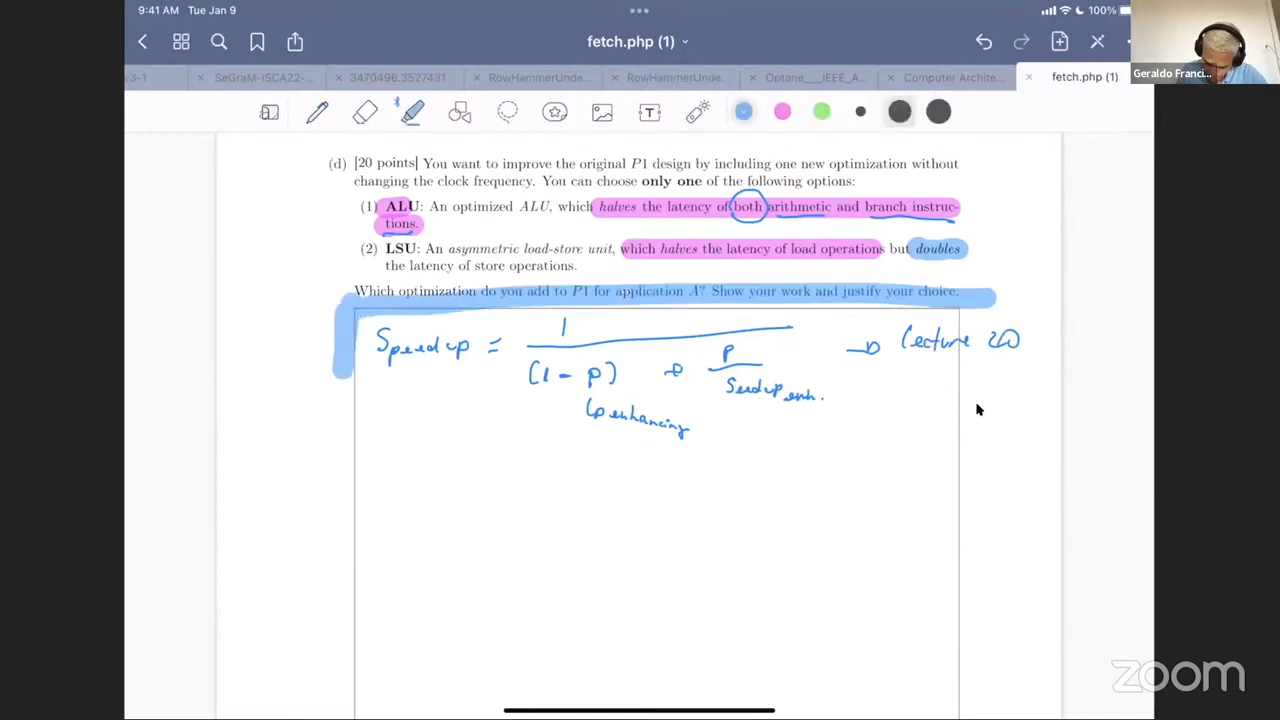 9:41 AM Tue Jan 9
100%
fetch.php (1)
e3-1
SeGraM-ISCA22-...
3470496.3527431
RowHammerUnde...
RowHammerUnde...
Optane___IEEE_A...
Computer Archite...
fetch.php (1)
Geraldo Franci...
(d) [20 points] You want to improve the original P1 design by including one new optimization without
changing the clock frequency. You can choose only one of the following options:
(1) ALU: An optimized ALU, which halves the latency of both arithmetic and branch instruc-
tions.
(2) LSU: An asymmetric load-store unit, which halves the latency of load operations but doubles
the latency of store operations.
Which optimization do you add to P1 for application A? Show your work and justify your choice.
Speedup = 1 → Lecture 20
(1 - p) + p
Seedup enh.
↳ enhancing
zoom